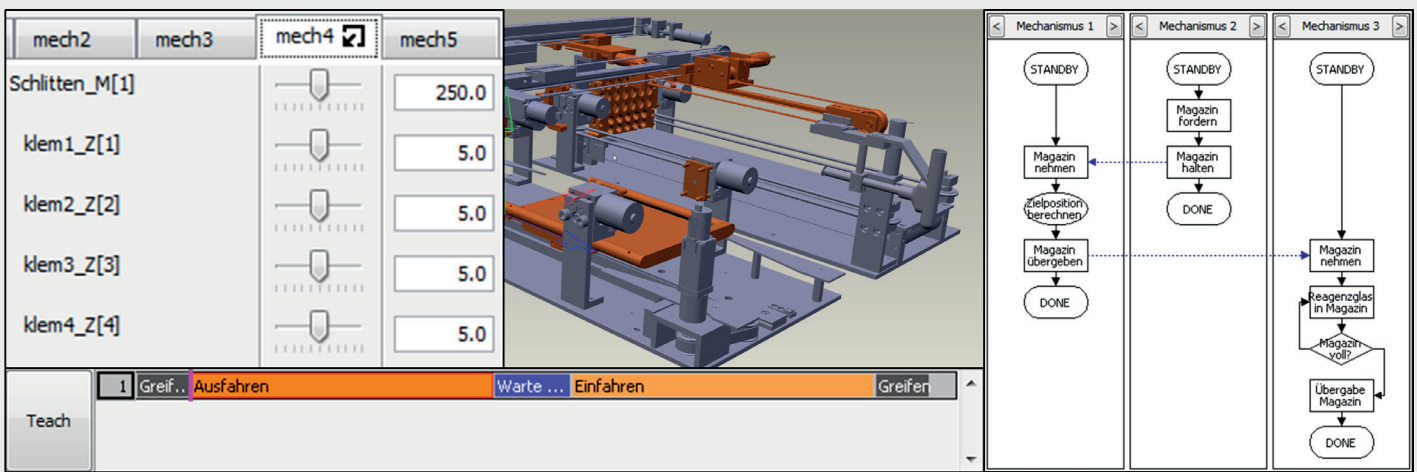 mech2 mech3 mech4 mech5
Schlitten_M[1] 250.0
klem1_Z[1] 5.0
klem2_Z[2] 5.0
klem3_Z[3] 5.0
klem4_Z[4] 5.0
Teach
1 Greif.. Ausfahren Warte ... Einfahren Greifen
< Mechanismus 1 >
STANDBY
Magazin
nehmen
Zielposition
berechnen
Magazin
übergeben
DONE
< Mechanismus 2 >
STANDBY
Magazin
fordern
Magazin
halten
DONE
< Mechanismus 3 >
STANDBY
Magazin
nehmen
Reagenzglas
in Magazin
Magazin
voll?
Übergabe
Magazin
DONE